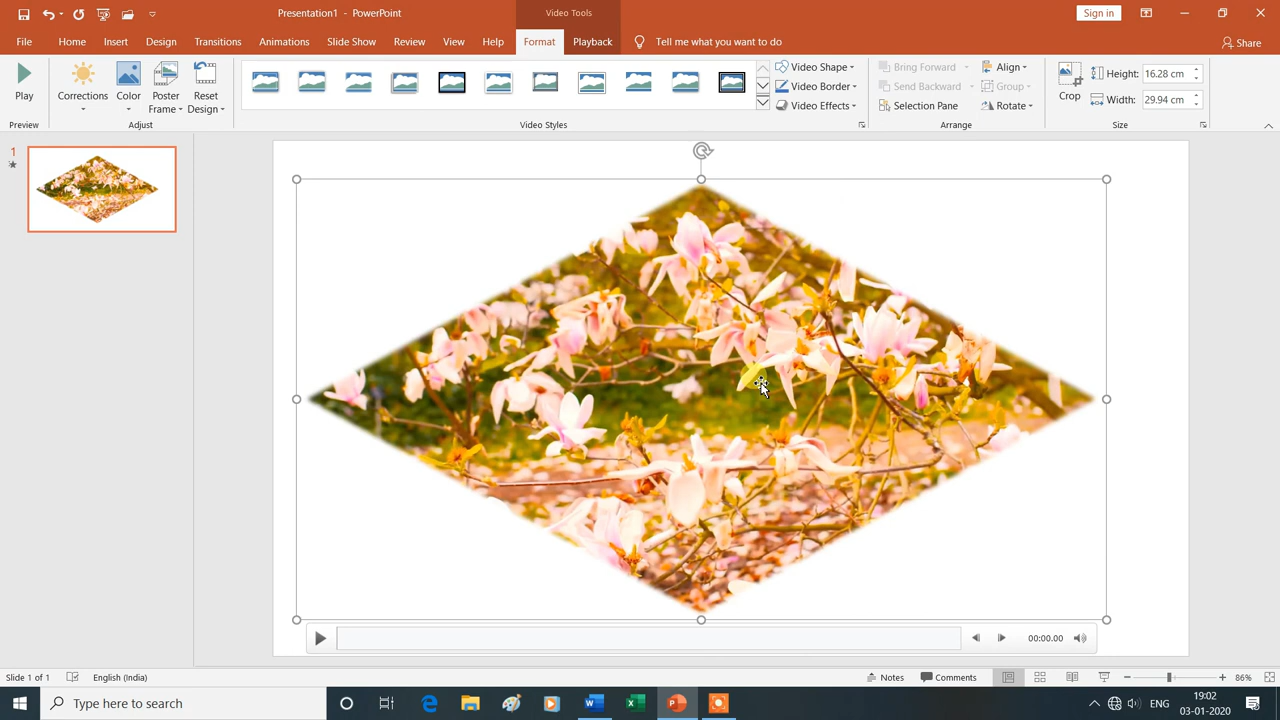 Presentation1 - PowerPoint
Video Tools
Sign in
File
Home
Insert
Design
Transitions
Animations
Slide Show
Review
View
Help
Format
Playback
Tell me what you want to do
Share
Play
Corrections
Color
Poster
Frame
Reset
Design
Video Shape
Video Border
Video Effects
Bring Forward
Send Backward
Selection Pane
Align
Group
Rotate
Crop
Height: 16.28 cm
Width: 29.94 cm
Preview
Adjust
Video Styles
Arrange
Size
1
00:00.00
Slide 1 of 1
English (India)
Notes
Comments
86%
Type here to search
ENG
19:02
03-01-2020